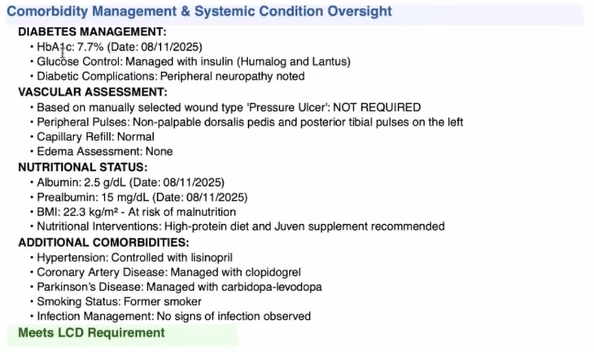 Comorbidity Management & Systemic Condition Oversight
DIABETES MANAGEMENT:
• HbA1c: 7.7% (Date: 08/11/2025)
• Glucose Control: Managed with insulin (Humalog and Lantus)
• Diabetic Complications: Peripheral neuropathy noted
VASCULAR ASSESSMENT:
• Based on manually selected wound type 'Pressure Ulcer': NOT REQUIRED
• Peripheral Pulses: Non-palpable dorsalis pedis and posterior tibial pulses on the left
• Capillary Refill: Normal
• Edema Assessment: None
NUTRITIONAL STATUS:
• Albumin: 2.5 g/dL (Date: 08/11/2025)
• Prealbumin: 15 mg/dL (Date: 08/11/2025)
• BMI: 22.3 kg/m² - At risk of malnutrition
• Nutritional Interventions: High-protein diet and Juven supplement recommended
ADDITIONAL COMORBIDITIES:
• Hypertension: Controlled with lisinopril
• Coronary Artery Disease: Managed with clopidogrel
• Parkinson's Disease: Managed with carbidopa-levodopa
• Smoking Status: Former smoker
• Infection Management: No signs of infection observed
Meets LCD Requirement